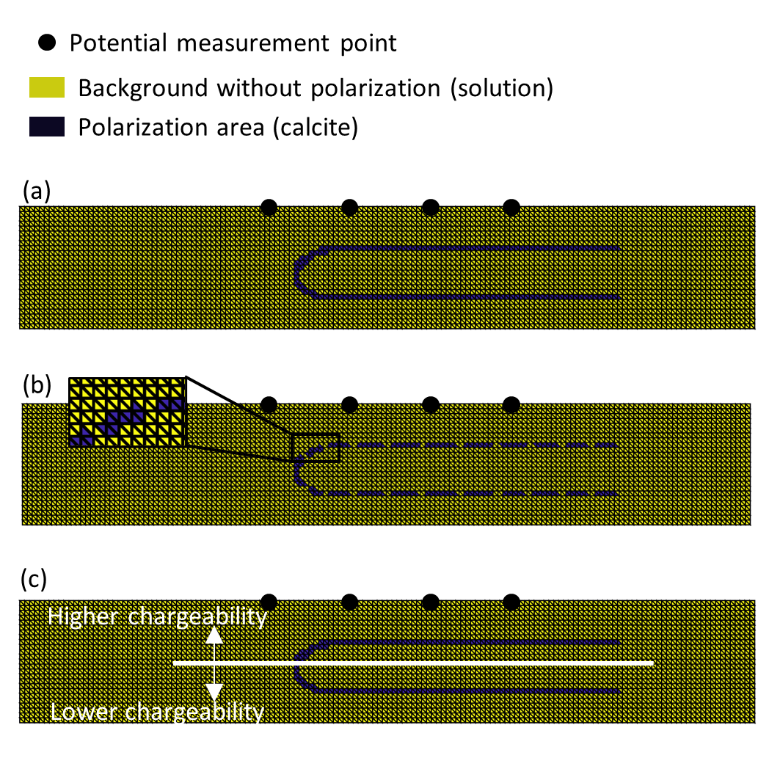 Potential measurement point
Background without polarization (solution)
Polarization area (calcite)
(a)
(b)
(c)
Higher chargeability
Lower chargeability